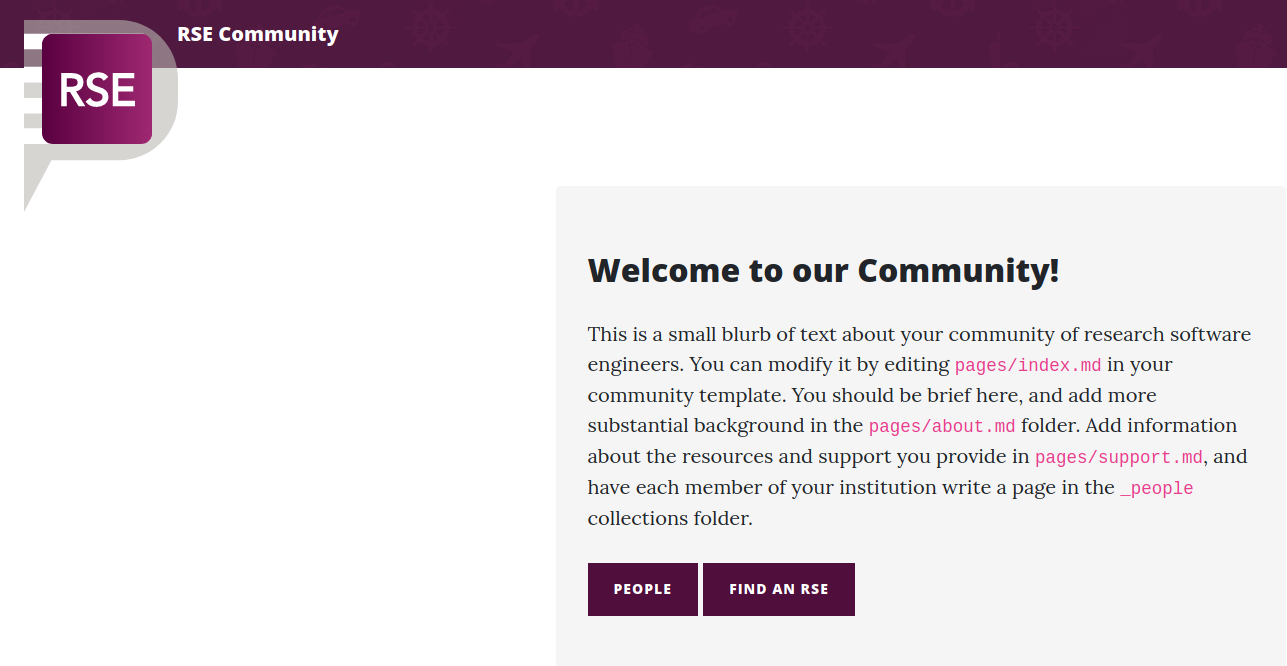 RSE Community
RSE
Welcome to our Community!
This is a small blurb of text about your community of research software
engineers. You can modify it by editing pages/index.md in your
community template. You should be brief here, and add more
substantial background in the pages/about.md folder. Add information
about the resources and support you provide in pages/support.md, and
have each member of your institution write a page in the _people
collections folder.
PEOPLE FIND AN RSE